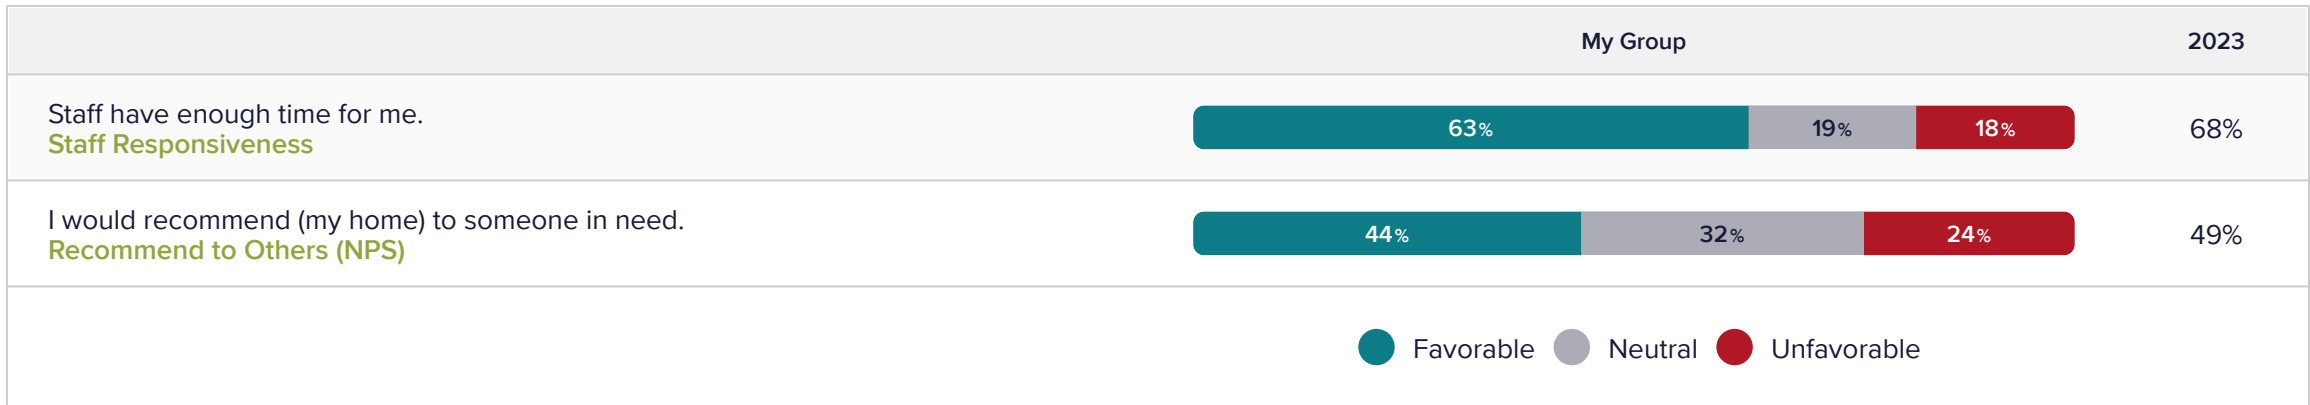 My Group 2023
Staff have enough time for me.
Staff Responsiveness
63% 19% 18% 68%
I would recommend (my home) to someone in need.
Recommend to Others (NPS)
44% 32% 24% 49%
Favorable Neutral Unfavorable